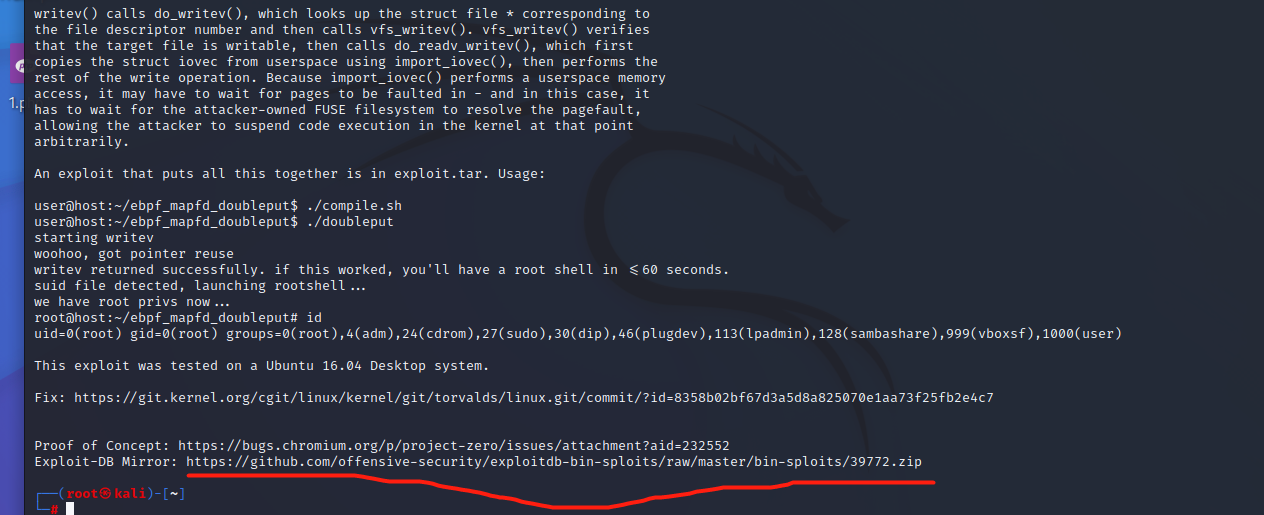 writev() calls do_writev(), which looks up the struct file * corresponding to
the file descriptor number and then calls vfs_writev(). vfs_writev() verifies
that the target file is writable, then calls do_readv_writev(), which first
copies the struct iovec from userspace using import_iovec(), then performs the
rest of the write operation. Because import_iovec() performs a userspace memory
access, it may have to wait for pages to be faulted in - and in this case, it
has to wait for the attacker-owned FUSE filesystem to resolve the pagefault,
allowing the attacker to suspend code execution in the kernel at that point
arbitrarily.
An exploit that puts all this together is in exploit.tar. Usage:
user@host:~/ebpf_mapfd_doubleput$ ./compile.sh
user@host:~/ebpf_mapfd_doubleput$ ./doubleput
starting writev
woohoo, got pointer reuse
writev returned successfully. if this worked, you'll have a root shell in <=60 seconds.
suid file detected, launching rootshell...
we have root privs now...
root@host:~/ebpf_mapfd_doubleput# id
uid=0(root) gid=0(root) groups=0(root),4(adm),24(cdrom),27(sudo),30(dip),46(plugdev),113(lpadmin),128(sambashare),999(vboxsf),1000(user)
This exploit was tested on a Ubuntu 16.04 Desktop system.
Fix: https://git.kernel.org/cgit/linux/kernel/git/torvalds/linux.git/commit/?id=8358b02bf67d3a5d8a825070e1aa73f25fb2e4c7
Proof of Concept: https://bugs.chromium.org/p/project-zero/issues/attachment?aid=232552
Exploit-DB Mirror: https://github.com/offensive-security/exploitdb-bin-sploits/raw/master/bin-sploits/39772.zip
┌──(root㉿kali)-[~]
└─#